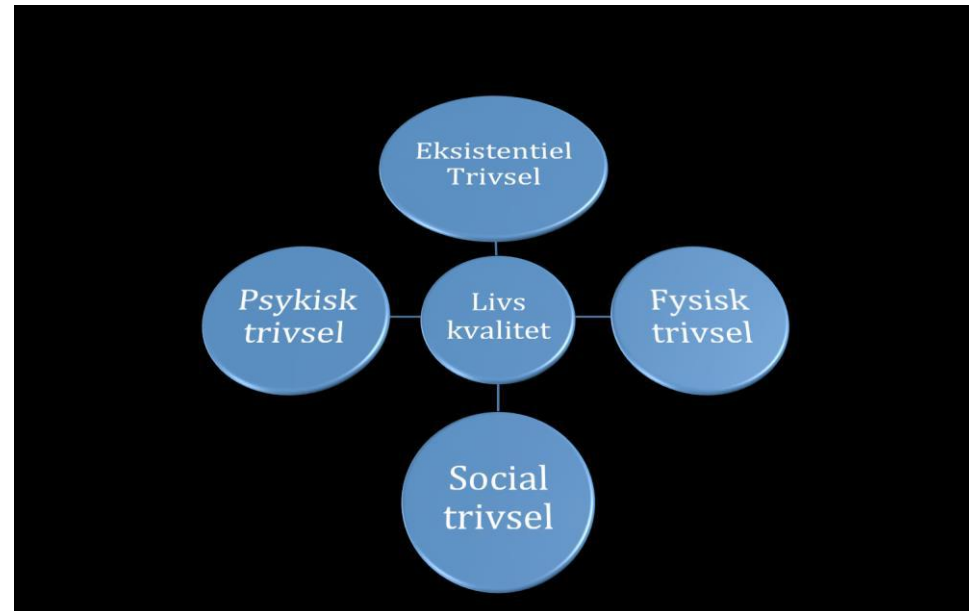 Eksistentiel
Trivsel
Psykisk
trivsel
Livs
kvalitet
Fysisk
trivsel
Social
trivsel